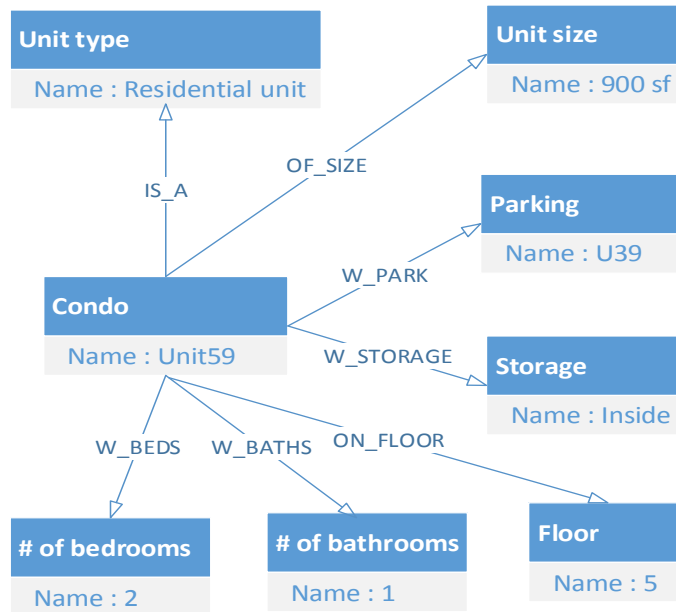 Unit type
Name : Residential unit
Unit size
Name : 900 sf
OF_SIZE
IS_A
Parking
Name : U39
W_PARK
Condo
Name : Unit59
W_STORAGE
Storage
Name : Inside
W_BEDS
W_BATHS
ON_FLOOR
# of bedrooms
Name : 2
# of bathrooms
Name : 1
Floor
Name : 5